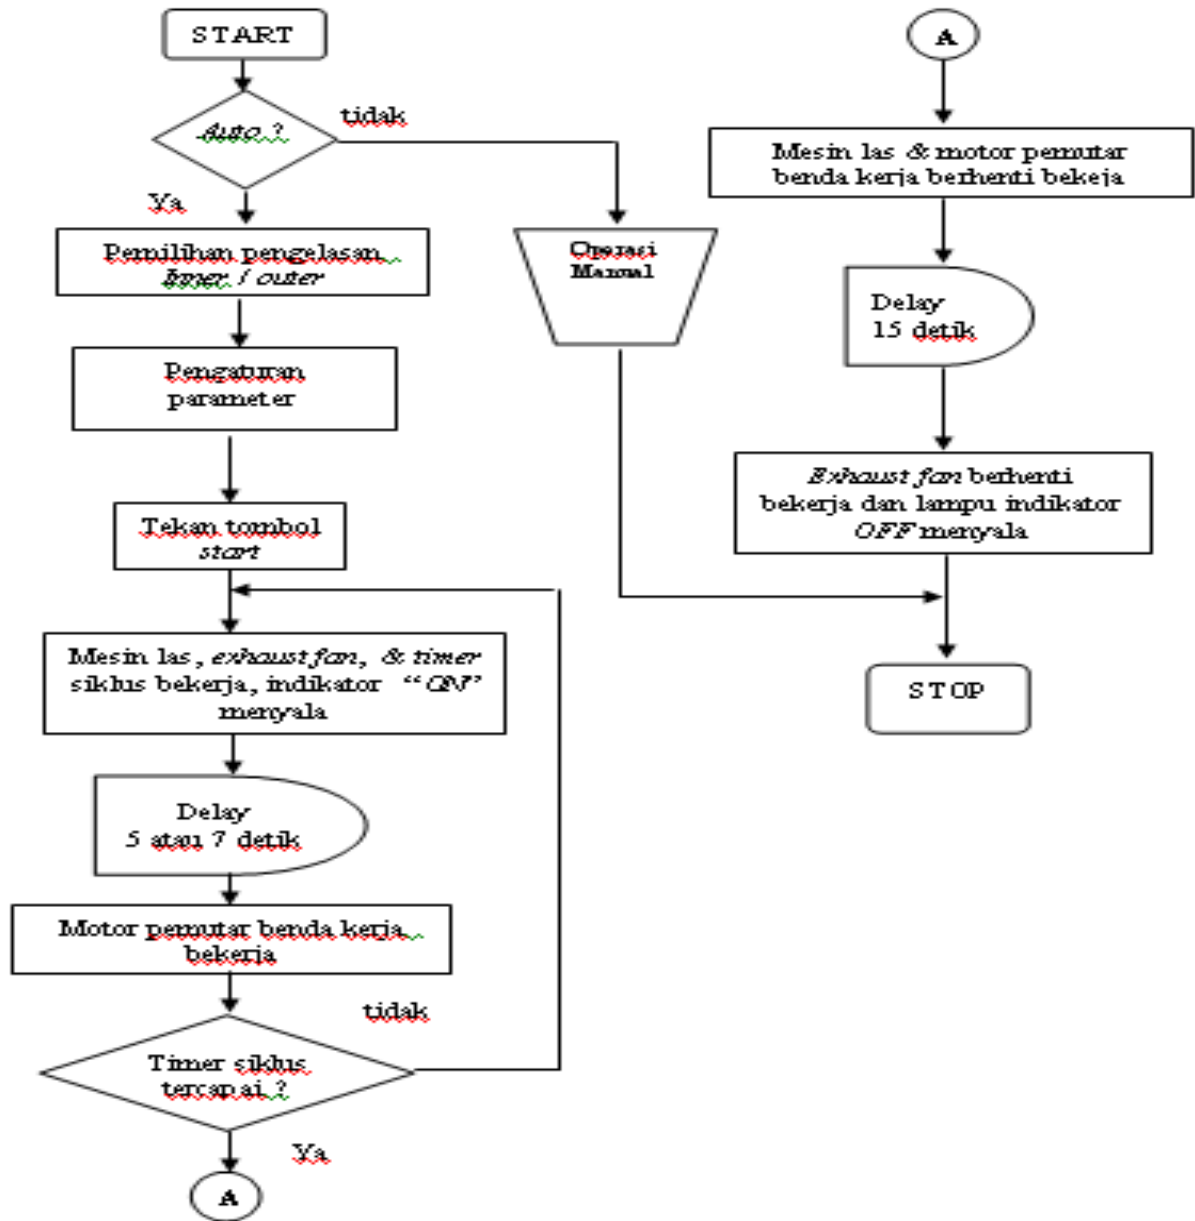 START
Auto ?
tidak
Ya
Pemilihan pengelasan
Inner / outer
Operasi
Manual
Pengaturan
parameter
Tekan tombol
start
Mesin las, exhaust fan, & timer
siklus bekerja, indikator “ON”
menyala
Delay
5 atau 7 detik
Motor pemutar benda kerja
bekerja
tidak
Timer siklus
tercapai ?
Ya
A
A
Mesin las & motor pemutar
benda kerja berhenti bekeja
Delay
15 detik
Exhaust fan berhenti
bekerja dan lampu indikator
OFF menyala
STOP